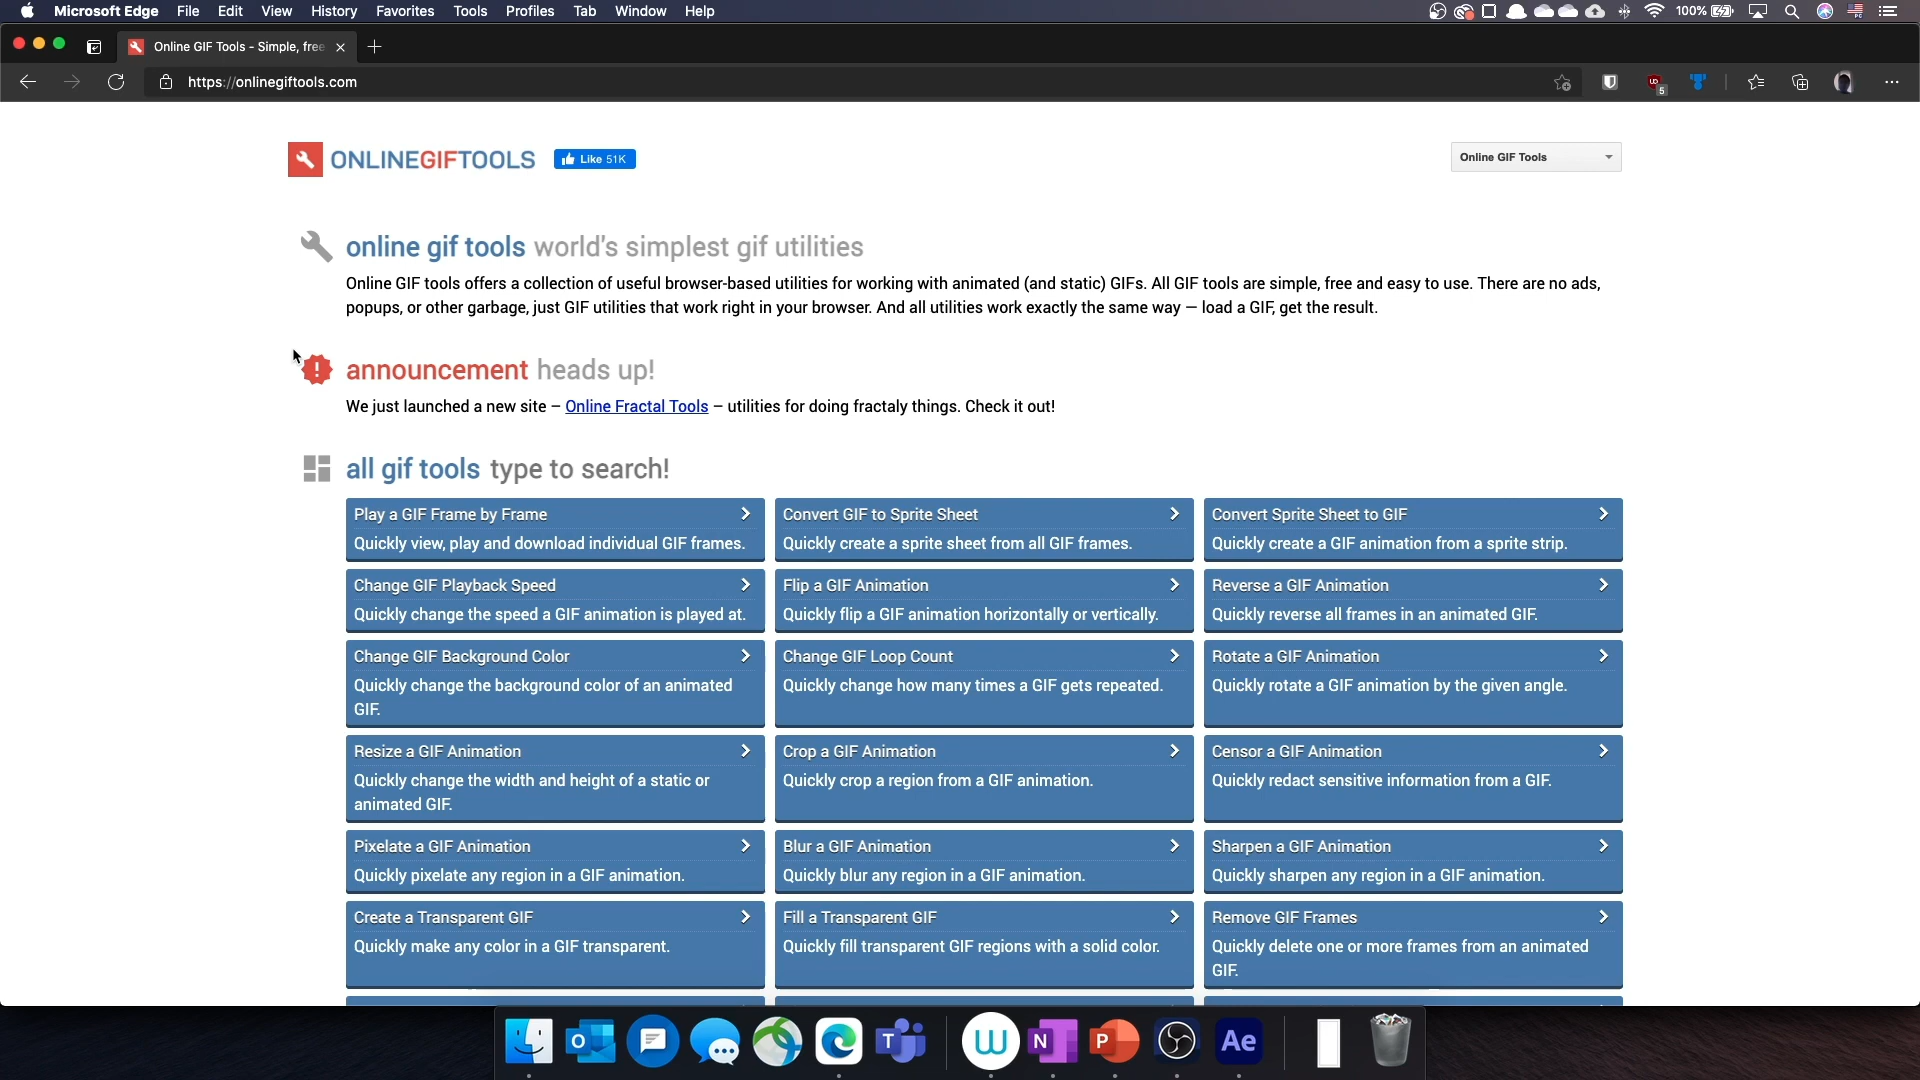 Microsoft Edge File Edit View History Favorites Tools Profiles Tab Window Help 100%
Online GIF Tools - Simple, free
https://onlinegiftools.com
5
ONLINEGIFTOOLS Like 51K Online GIF Tools
online gif tools world's simplest gif utilities
Online GIF tools offers a collection of useful browser-based utilities for working with animated (and static) GIFs. All GIF tools are simple, free and easy to use. There are no ads,
popups, or other garbage, just GIF utilities that work right in your browser. And all utilities work exactly the same way — load a GIF, get the result.
announcement heads up!
We just launched a new site – Online Fractal Tools – utilities for doing fractaly things. Check it out!
all gif tools type to search!
Play a GIF Frame by Frame
Quickly view, play and download individual GIF frames.
Convert GIF to Sprite Sheet
Quickly create a sprite sheet from all GIF frames.
Convert Sprite Sheet to GIF
Quickly create a GIF animation from a sprite strip.
Change GIF Playback Speed
Quickly change the speed a GIF animation is played at.
Flip a GIF Animation
Quickly flip a GIF animation horizontally or vertically.
Reverse a GIF Animation
Quickly reverse all frames in an animated GIF.
Change GIF Background Color
Quickly change the background color of an animated
GIF.
Change GIF Loop Count
Quickly change how many times a GIF gets repeated.
Rotate a GIF Animation
Quickly rotate a GIF animation by the given angle.
Resize a GIF Animation
Quickly change the width and height of a static or
animated GIF.
Crop a GIF Animation
Quickly crop a region from a GIF animation.
Censor a GIF Animation
Quickly redact sensitive information from a GIF.
Pixelate a GIF Animation
Quickly pixelate any region in a GIF animation.
Blur a GIF Animation
Quickly blur any region in a GIF animation.
Sharpen a GIF Animation
Quickly sharpen any region in a GIF animation.
Create a Transparent GIF
Quickly make any color in a GIF transparent.
Fill a Transparent GIF
Quickly fill transparent GIF regions with a solid color.
Remove GIF Frames
Quickly delete one or more frames from an animated
GIF.
O T W N P Ae